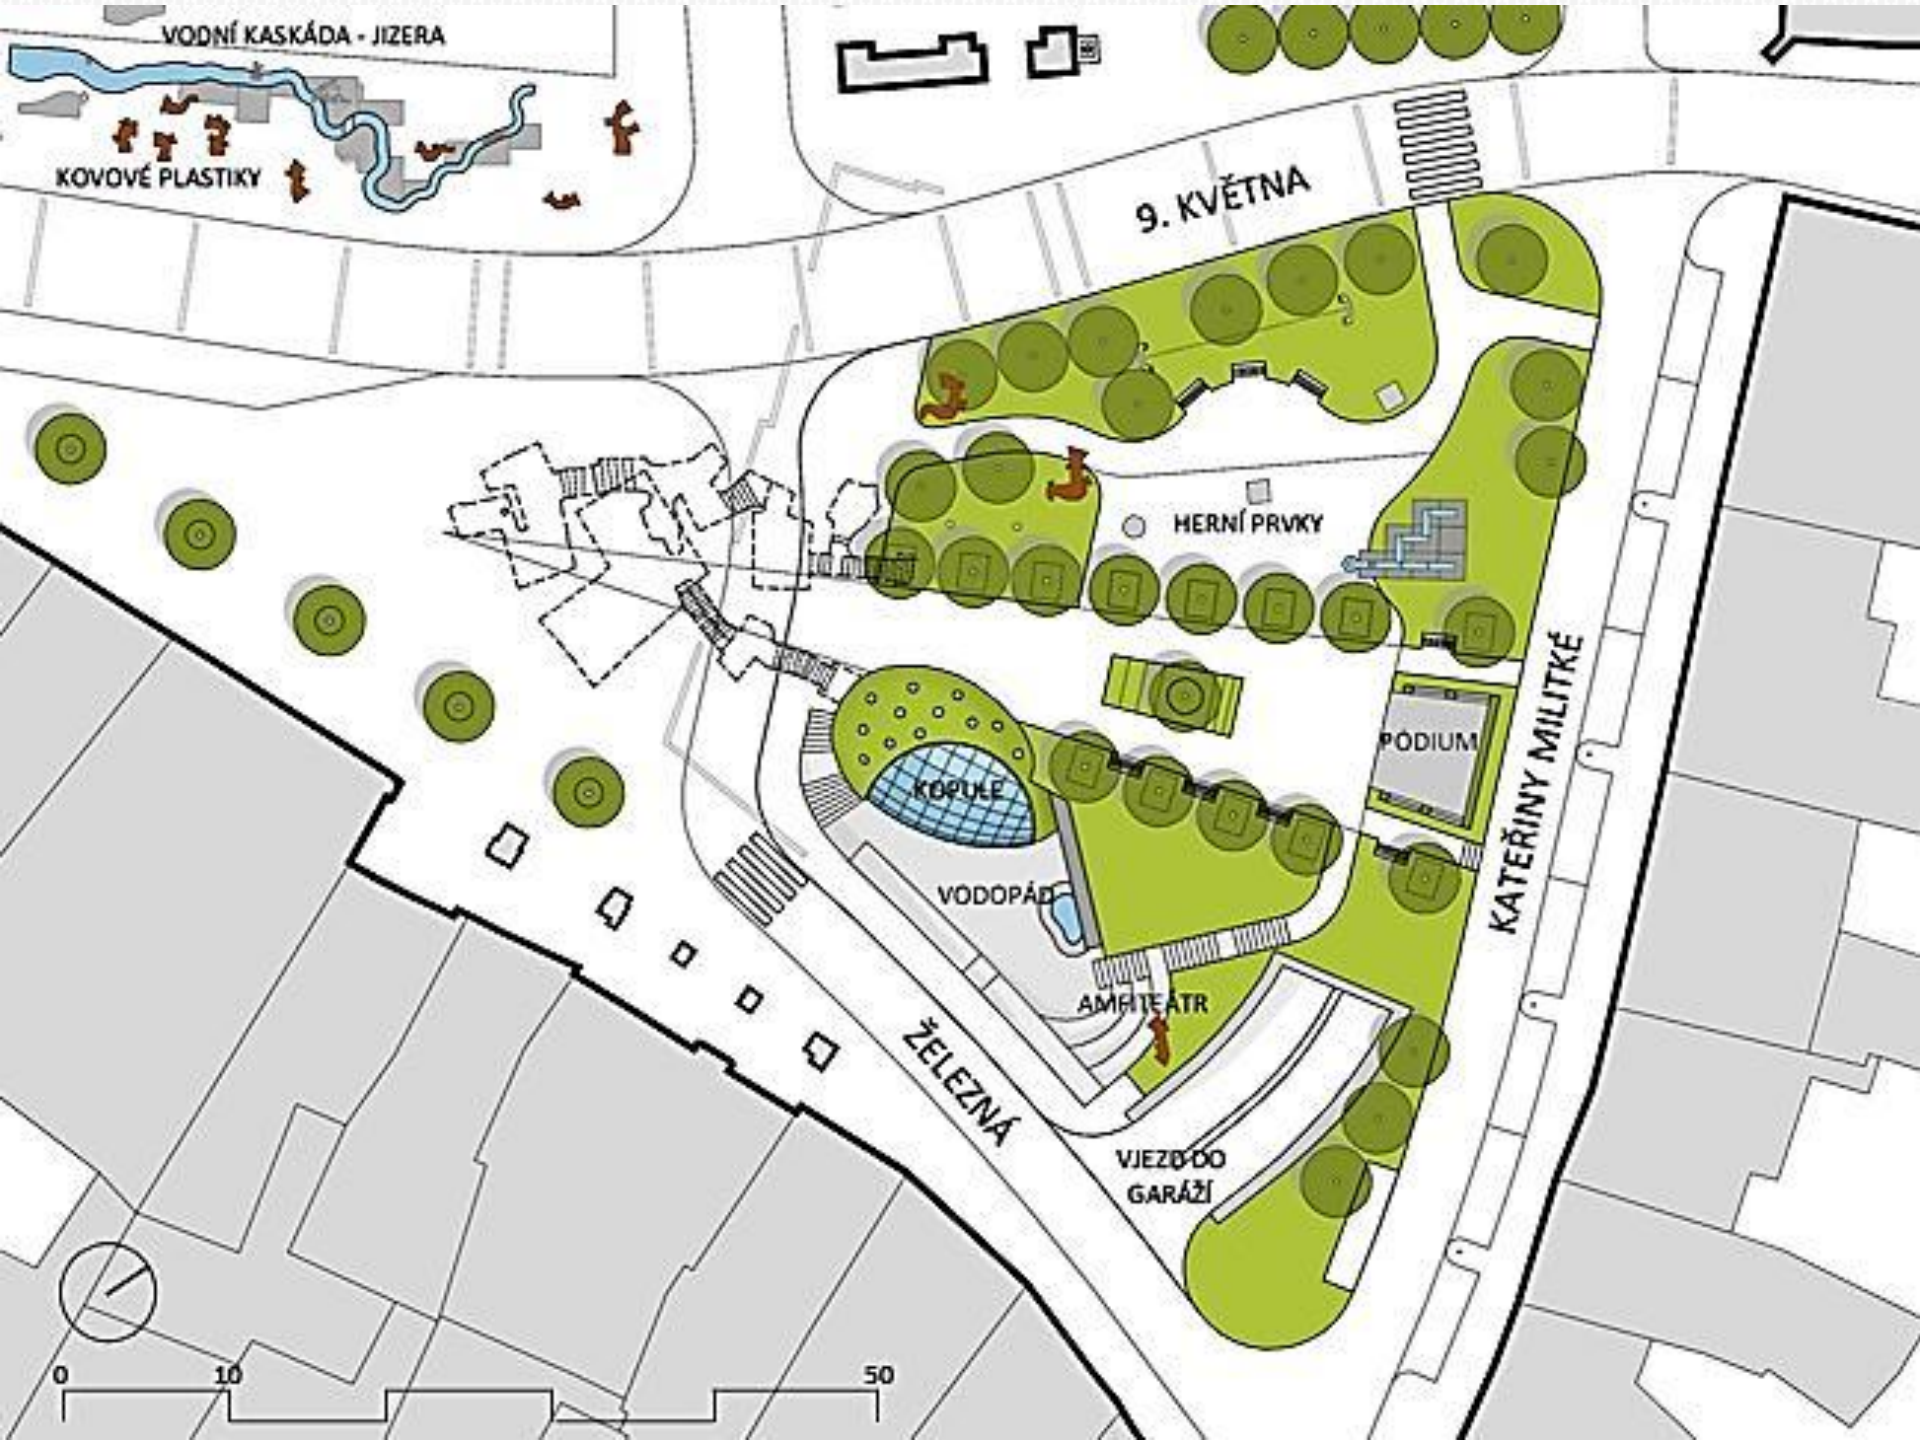 VODNÍ KASKÁDA - JIZERA
KOVOVÉ PLASTIKY
9. KVĚTNA
HERNÍ PRVKY
PÓDIUM
KATEŘINY MILITKÉ
KOPULE
VODOPÁD
AMFITEÁTR
ŽELEZNÁ
VJEZD DO
GARÁŽÍ
0 10 50